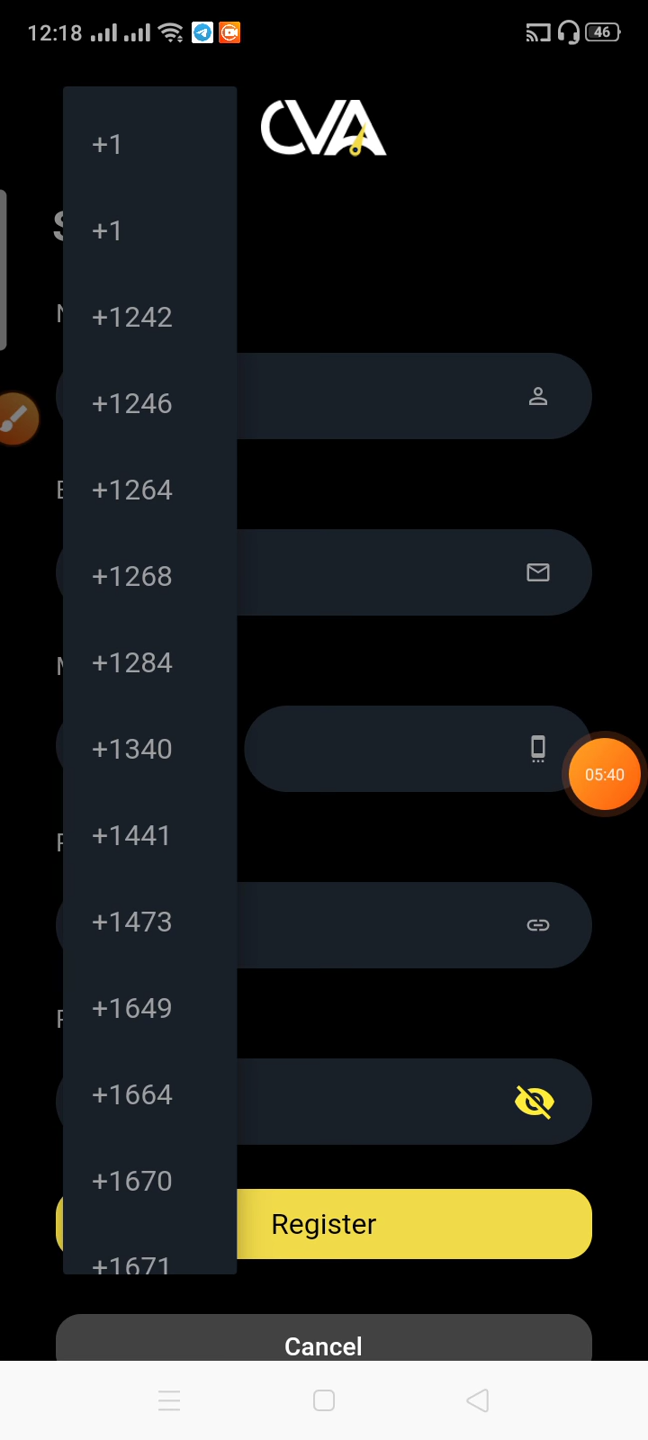 12:18
46
CVA
+1
S
+1
N
+1242
+1246
E
+1264
+1268
M
+1284
+1340
05:40
P
+1441
+1473
P
+1649
+1664
+1670
Register
+1671
Cancel